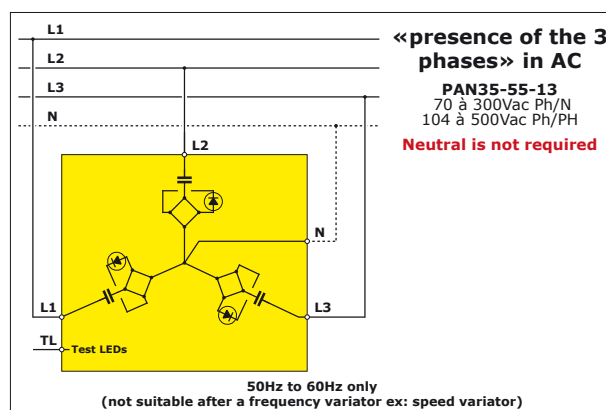 L1
L2
L3
N
«presence of the 3
phases» in AC
PAN35-55-13
70 à 300Vac Ph/N
104 à 500Vac Ph/PH
Neutral is not required
L2
N
L1
L3
TL
Test LEDs
50Hz to 60Hz only
(not suitable after a frequency variator ex: speed variator)